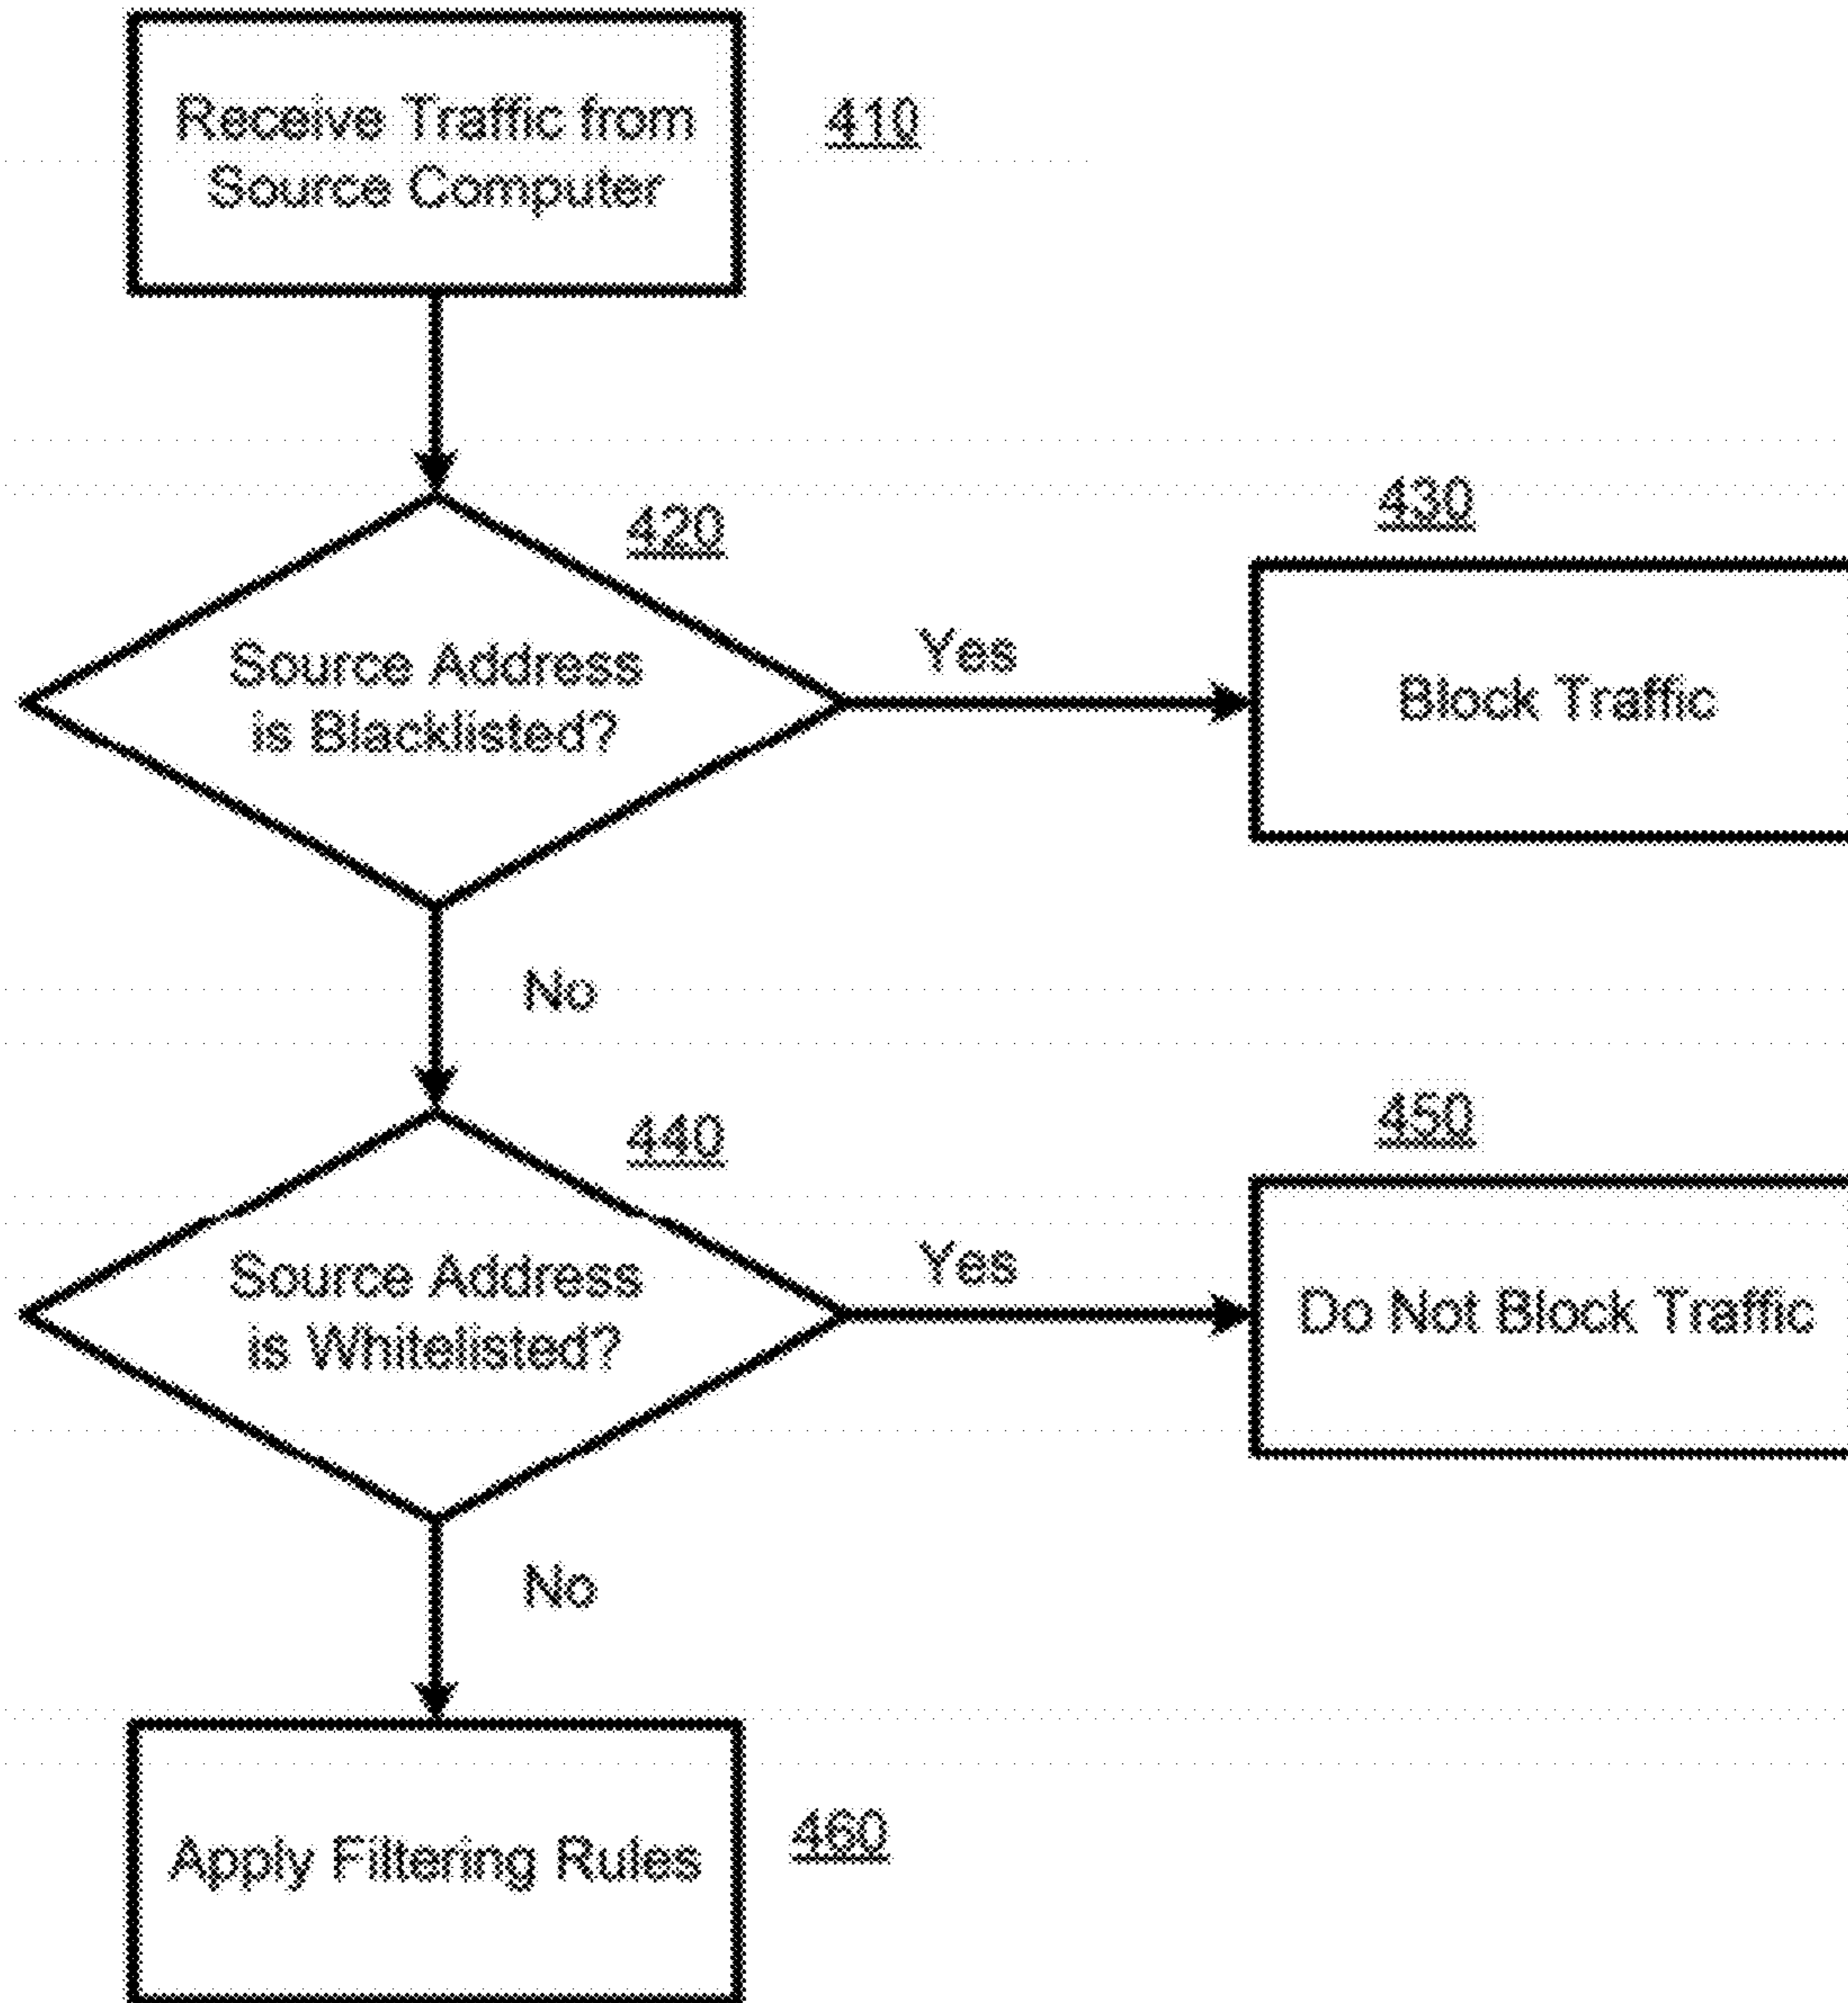 Receive Traffic from
Source Computer
410
420
Source Address
is Blacklisted?
Yes
430
Block Traffic
No
440
Source Address
is Whitelisted?
Yes
450
Do Not Block Traffic
No
Apply Filtering Rules
460